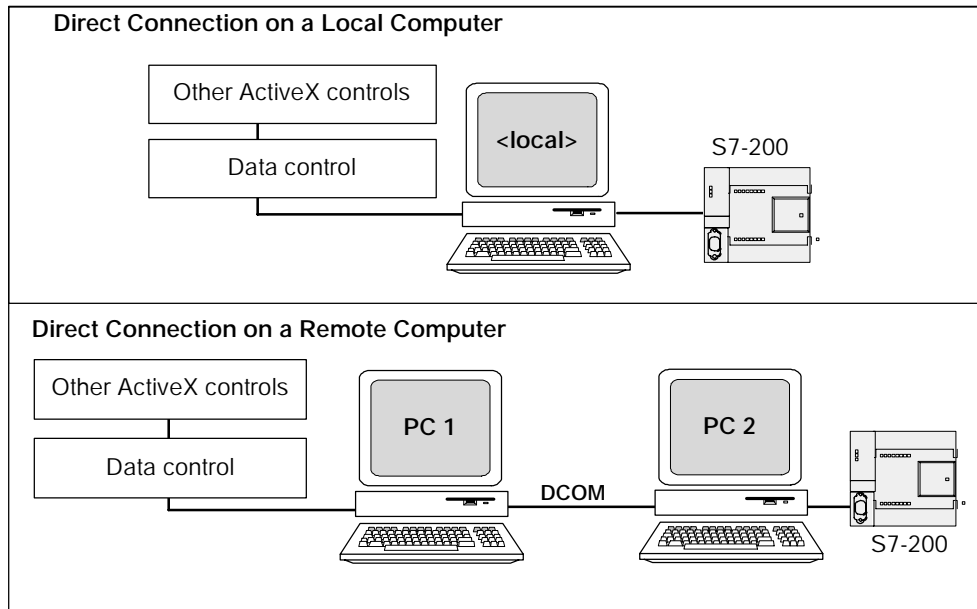 Direct Connection on a Local Computer
Other ActiveX controls
Data control
<local>
S7-200
Direct Connection on a Remote Computer
Other ActiveX controls
Data control
PC 1
DCOM
PC 2
S7-200